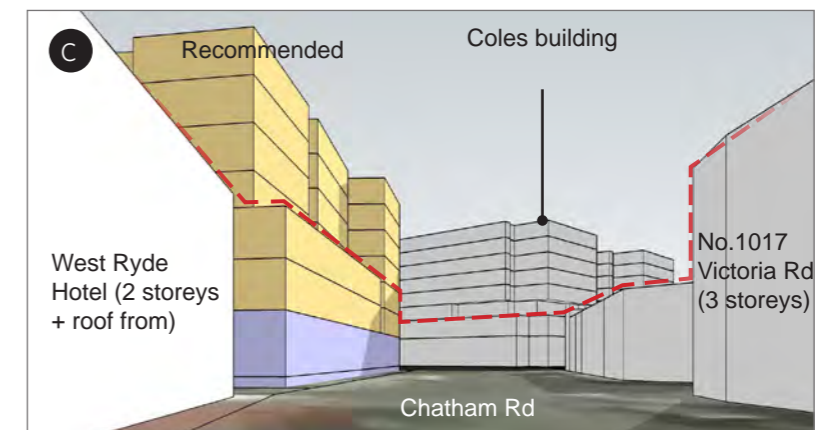 C
Recommended
Coles building
West Ryde
Hotel (2 storeys
+ roof from)
No.1017
Victoria Rd
(3 storeys)
Chatham Rd